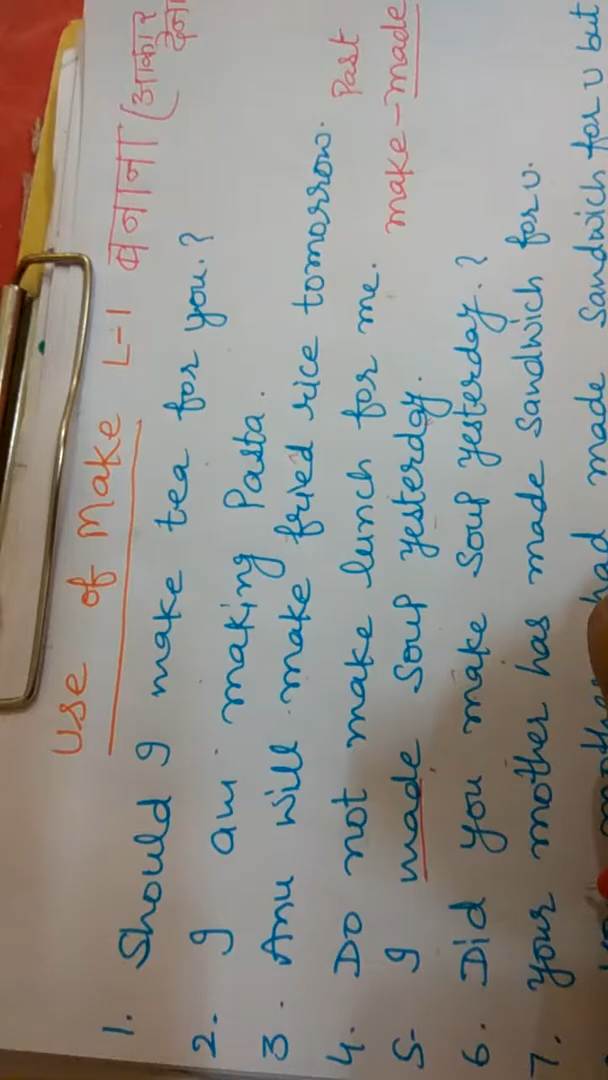 Use of Make L-1 बनाना (आकार देना
1. Should I make tea for you.?
2. I am making Pasta.
3. Anu will make fried rice tomorrow.
4. Do not make lunch for me. Past
5. I made soup yesterday. make-made
6. Did you make soup yesterday.?
7. Your mother has made sandwich for u.
mother had made sandwich for u but